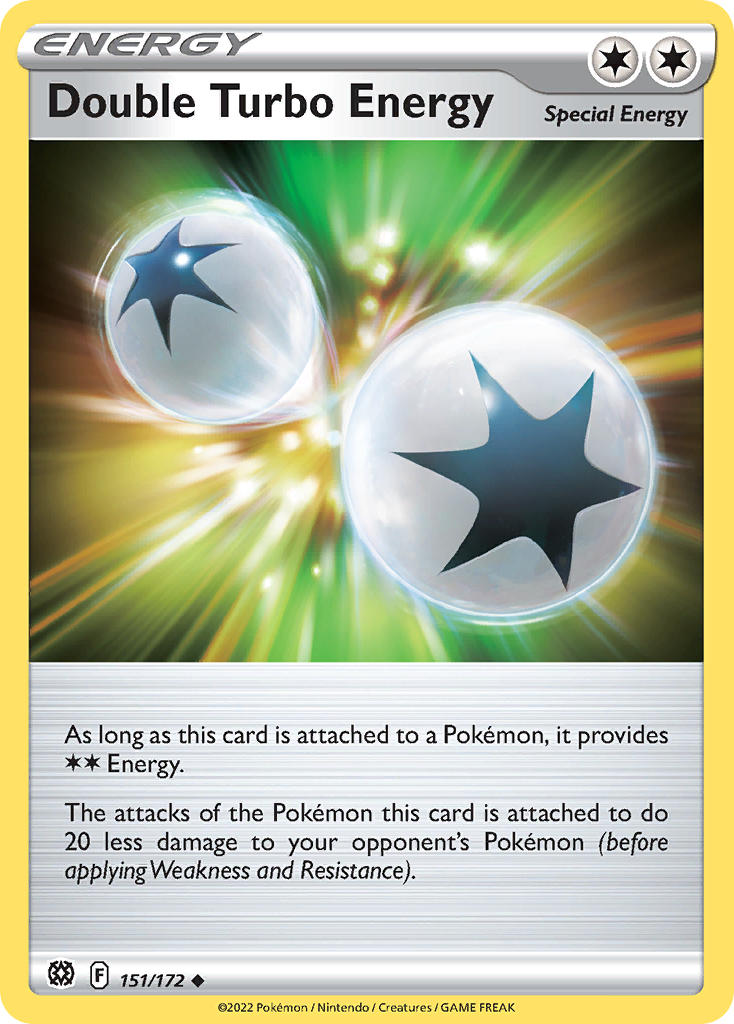 ENERGY
Double Turbo Energy
Special Energy
As long as this card is attached to a Pokémon, it provides
✶✶ Energy.
The attacks of the Pokémon this card is attached to do
20 less damage to your opponent's Pokémon (before
applying Weakness and Resistance).
F 151/172 ◆
©2022 Pokémon / Nintendo / Creatures / GAME FREAK